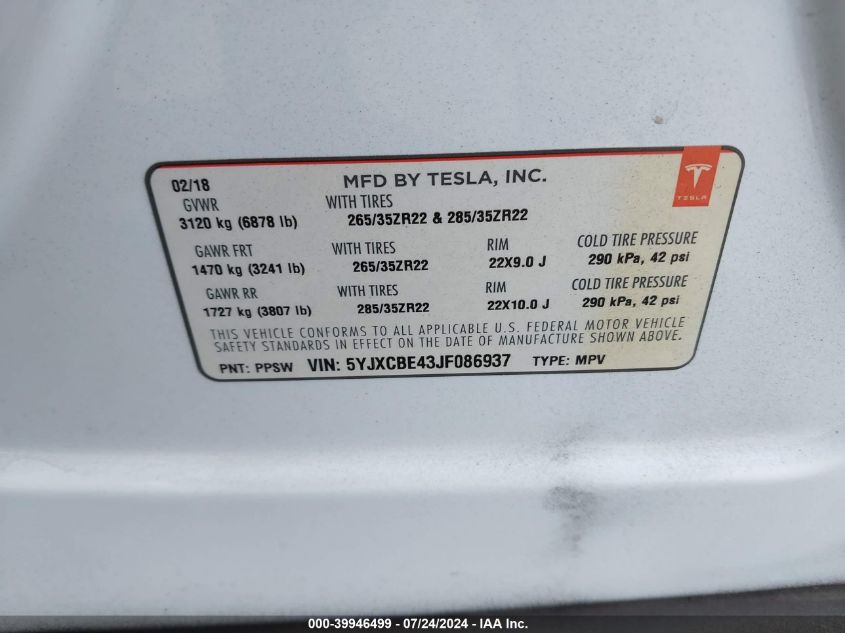 02/18 MFD BY TESLA, INC.
TESLA
GVWR WITH TIRES
3120 kg (6878 lb) 265/35ZR22 & 285/35ZR22
GAWR FRT WITH TIRES RIM COLD TIRE PRESSURE
1470 kg (3241 lb) 265/35ZR22 22X9.0 J 290 kPa, 42 psi
GAWR RR WITH TIRES RIM COLD TIRE PRESSURE
1727 kg (3807 lb) 285/35ZR22 22X10.0 J 290 kPa, 42 psi
THIS VEHICLE CONFORMS TO ALL APPLICABLE U.S. FEDERAL MOTOR VEHICLE
SAFETY STANDARDS IN EFFECT ON THE DATE OF MANUFACTURE SHOWN ABOVE.
PNT: PPSW VIN: 5YJXCBE43JF086937 TYPE: MPV
000-39946499 - 07/24/2024 - IAA Inc.